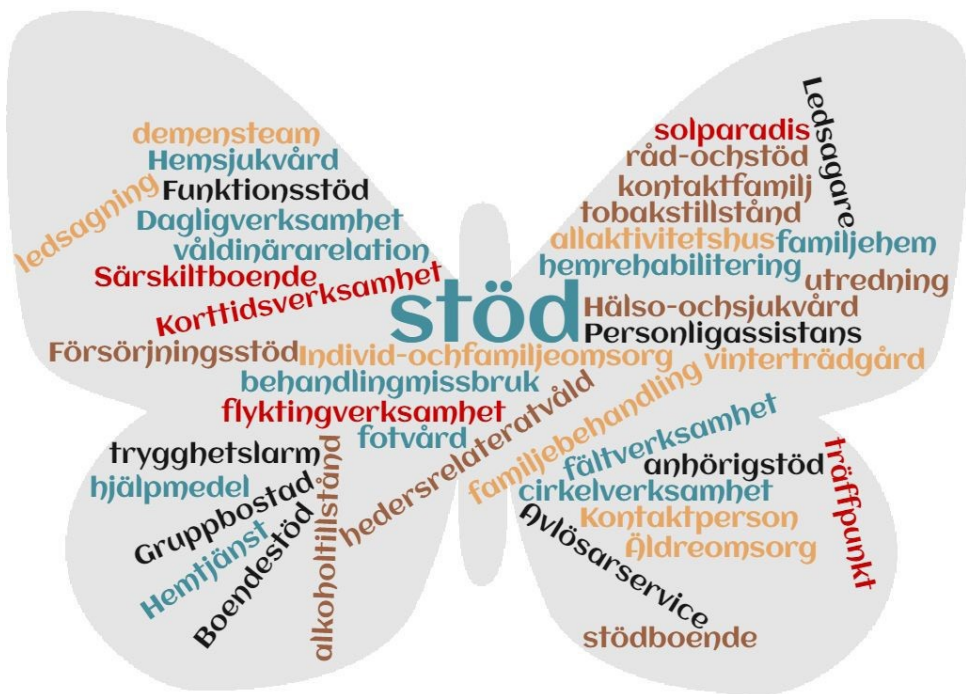 demensteam
Hemsjukvård
ledsagning
Funktionsstöd
Dagligverksamhet
våldinärarelation
Särskiltboende
Korttidsverksamhet
stöd
Försörjningsstöd
Individ-ochfamiljeomsorg
behandlingmissbruk
flyktingverksamhet
fotvård
trygghetslarm
hjälpmedel
Gruppbostad
Hemtjänst
Boendestöd
alkoholtillstånd
hedersrelateratvåld
solparadis
Ledsagare
råd-ochstöd
kontaktfamilj
tobakstillstånd
allaktivitetshus
familjehem
hemrehabilitering
utredning
Hälso-ochsjukvård
Personligassistans
vinterträdgård
familjebehandling
fältverksamhet
anhörigstöd
träffpunkt
cirkelverksamhet
Kontaktperson
Avlösarservice
Äldreomsorg
stödboende